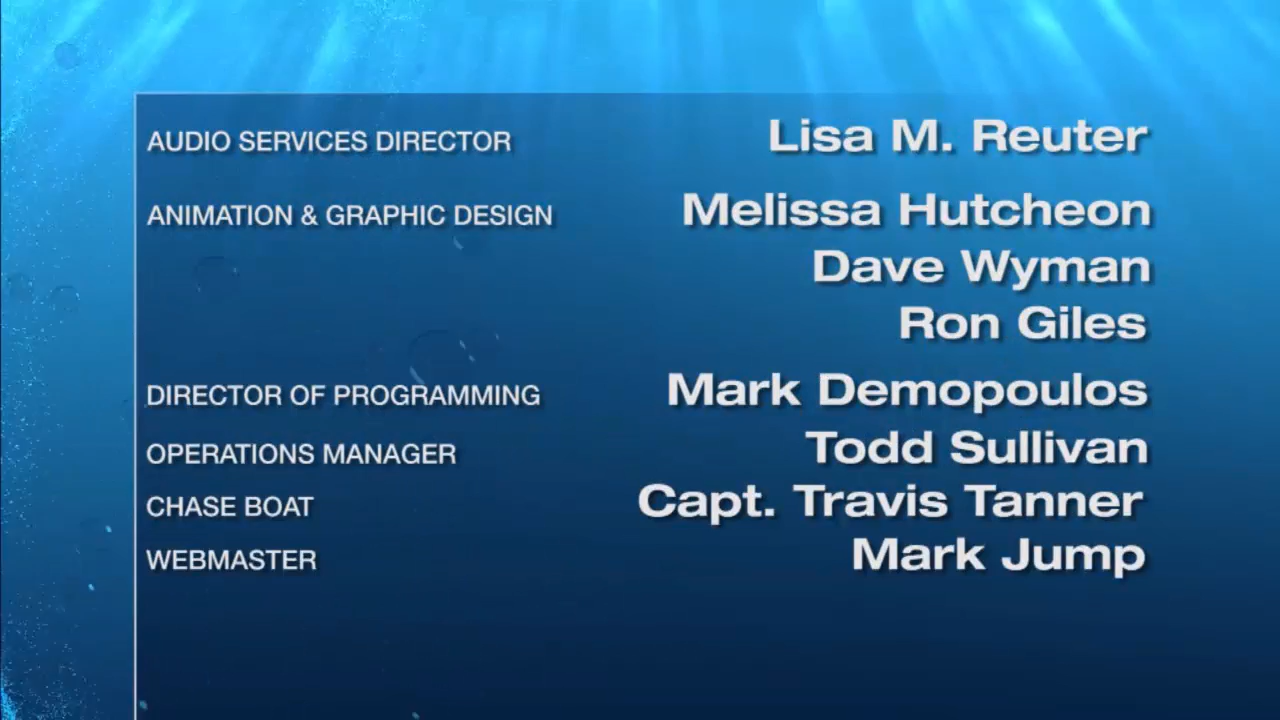 AUDIO SERVICES DIRECTOR Lisa M. Reuter
ANIMATION & GRAPHIC DESIGN Melissa Hutcheon
Dave Wyman
Ron Giles
DIRECTOR OF PROGRAMMING Mark Demopoulos
OPERATIONS MANAGER Todd Sullivan
CHASE BOAT Capt. Travis Tanner
WEBMASTER Mark Jump